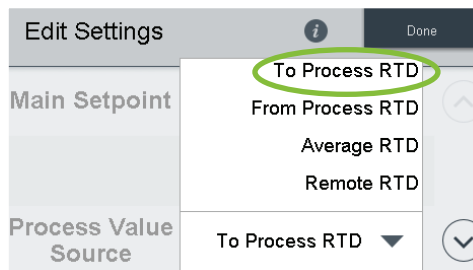 Edit Settings
Done
To Process RTD
Main Setpoint
From Process RTD
Average RTD
Remote RTD
Process Value
Source
To Process RTD